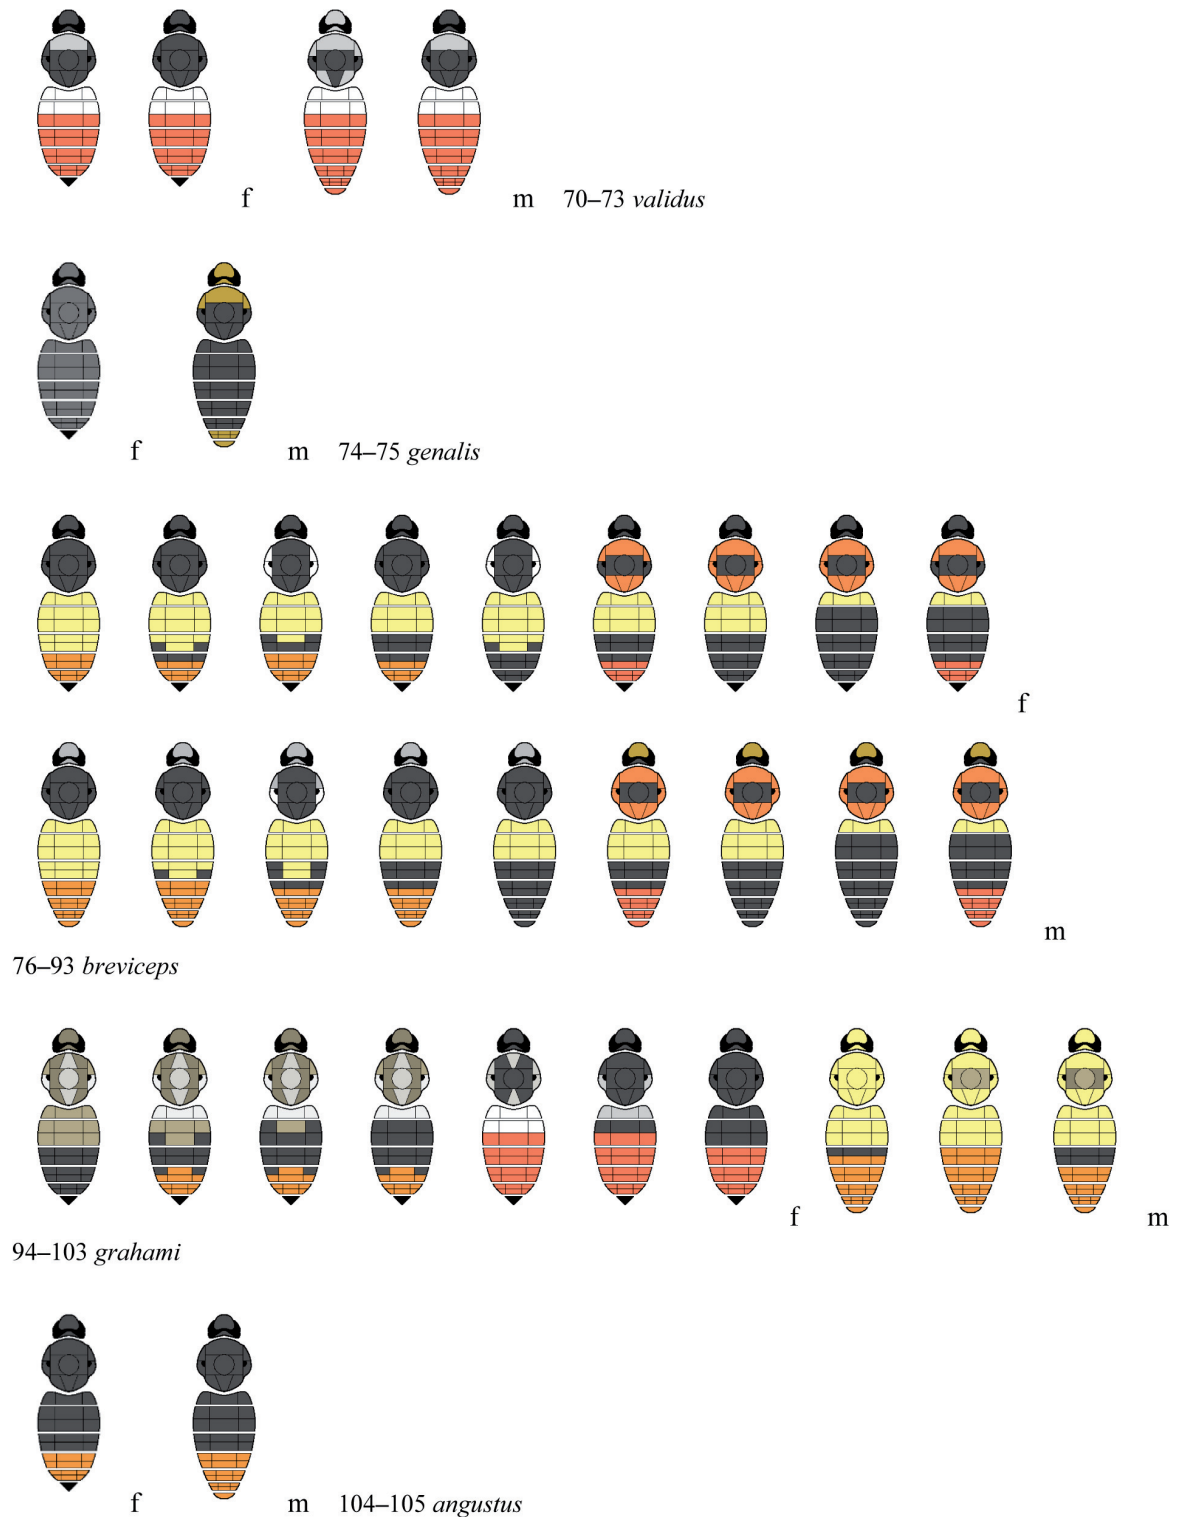 f m 70–73 validus
f m 74–75 genalis
f
m
76–93 breviceps
f m
94–103 grahami
f m 104–105 angustus